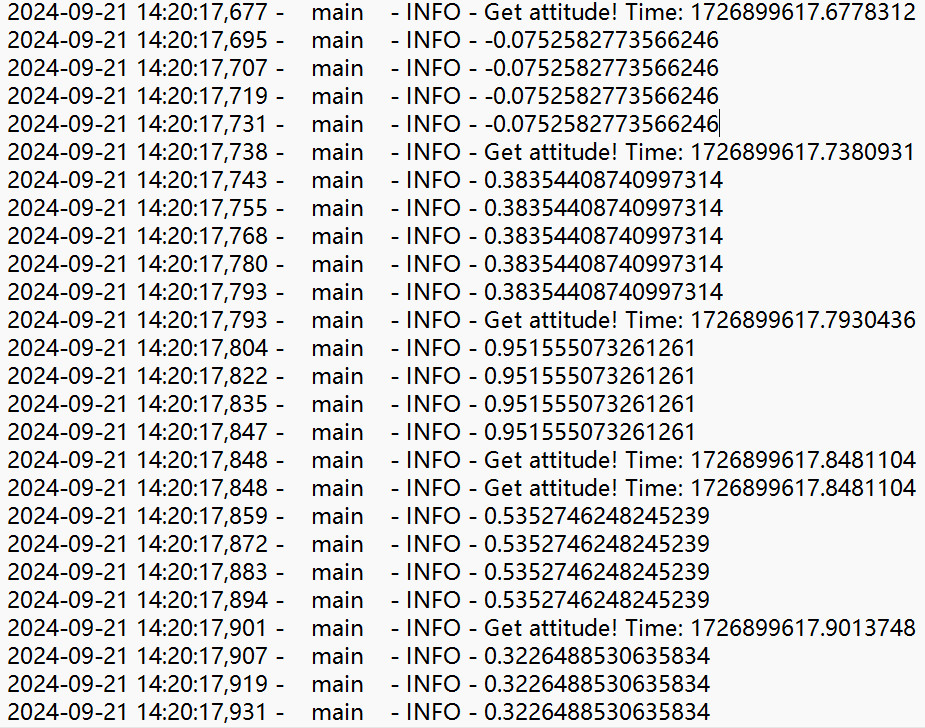 2024-09-21 14:20:17,677 - main - INFO - Get attitude! Time: 1726899617.6778312
2024-09-21 14:20:17,695 - main - INFO - -0.0752582773566246
2024-09-21 14:20:17,707 - main - INFO - -0.0752582773566246
2024-09-21 14:20:17,719 - main - INFO - -0.0752582773566246
2024-09-21 14:20:17,731 - main - INFO - -0.0752582773566246
2024-09-21 14:20:17,738 - main - INFO - Get attitude! Time: 1726899617.7380931
2024-09-21 14:20:17,743 - main - INFO - 0.38354408740997314
2024-09-21 14:20:17,755 - main - INFO - 0.38354408740997314
2024-09-21 14:20:17,768 - main - INFO - 0.38354408740997314
2024-09-21 14:20:17,780 - main - INFO - 0.38354408740997314
2024-09-21 14:20:17,793 - main - INFO - 0.38354408740997314
2024-09-21 14:20:17,793 - main - INFO - Get attitude! Time: 1726899617.7930436
2024-09-21 14:20:17,804 - main - INFO - 0.951555073261261
2024-09-21 14:20:17,822 - main - INFO - 0.951555073261261
2024-09-21 14:20:17,835 - main - INFO - 0.951555073261261
2024-09-21 14:20:17,847 - main - INFO - 0.951555073261261
2024-09-21 14:20:17,848 - main - INFO - Get attitude! Time: 1726899617.8481104
2024-09-21 14:20:17,848 - main - INFO - Get attitude! Time: 1726899617.8481104
2024-09-21 14:20:17,859 - main - INFO - 0.5352746248245239
2024-09-21 14:20:17,872 - main - INFO - 0.5352746248245239
2024-09-21 14:20:17,883 - main - INFO - 0.5352746248245239
2024-09-21 14:20:17,894 - main - INFO - 0.5352746248245239
2024-09-21 14:20:17,901 - main - INFO - Get attitude! Time: 1726899617.9013748
2024-09-21 14:20:17,907 - main - INFO - 0.3226488530635834
2024-09-21 14:20:17,919 - main - INFO - 0.3226488530635834
2024-09-21 14:20:17,931 - main - INFO - 0.3226488530635834